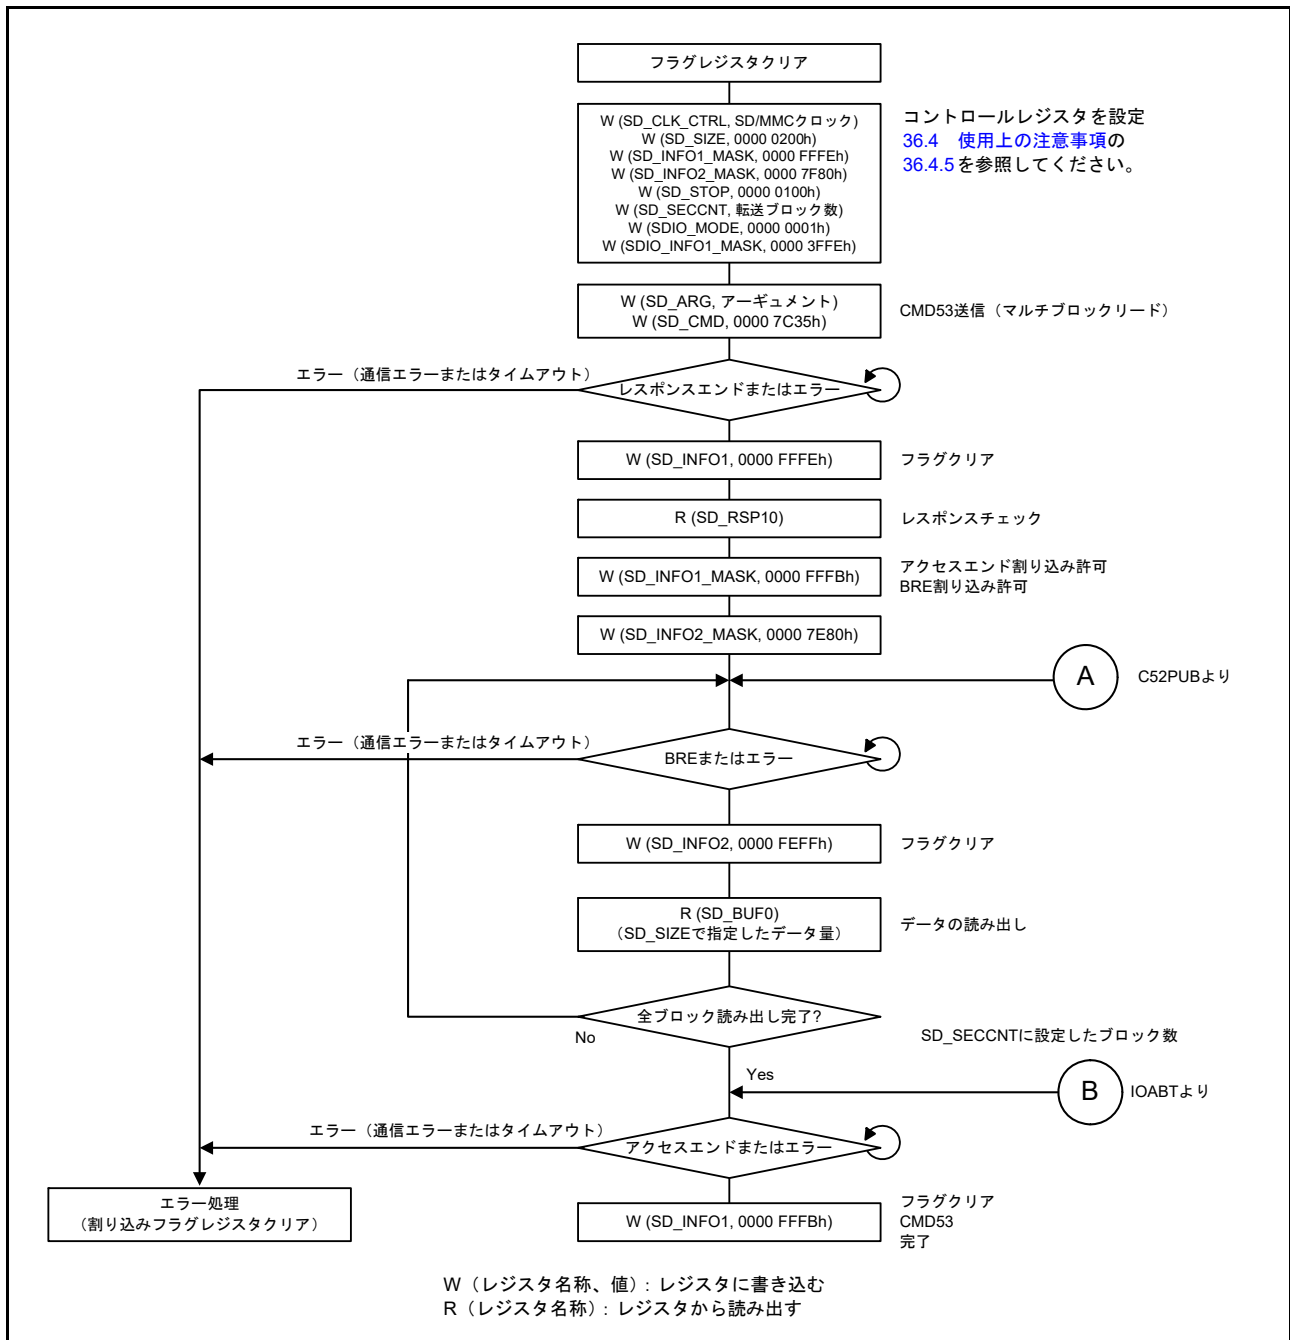 フラグレジスタクリア
W (SD_CLK_CTRL, SD/MMCクロック)
W (SD_SIZE, 0000 0200h)
W (SD_INFO1_MASK, 0000 FFFEh)
W (SD_INFO2_MASK, 0000 7F80h)
W (SD_STOP, 0000 0100h)
W (SD_SECCNT, 転送ブロック数)
W (SDIO_MODE, 0000 0001h)
W (SDIO_INFO1_MASK, 0000 3FFEh)
コントロールレジスタを設定
36.4 使用上の注意事項の
36.4.5を参照してください。
W (SD_ARG, アーギュメント)
W (SD_CMD, 0000 7C35h)
CMD53送信（マルチブロックリード）
エラー（通信エラーまたはタイムアウト）
レスポンスエンドまたはエラー
W (SD_INFO1, 0000 FFFEh)
フラグクリア
R (SD_RSP10)
レスポンスチェック
W (SD_INFO1_MASK, 0000 FFFBh)
アクセスエンド割り込み許可
BRE割り込み許可
W (SD_INFO2_MASK, 0000 7E80h)
A
C52PUBより
エラー（通信エラーまたはタイムアウト）
BREまたはエラー
W (SD_INFO2, 0000 FEFFh)
フラグクリア
R (SD_BUF0)
（SD_SIZEで指定したデータ量）
データの読み出し
全ブロック読み出し完了?
No
SD_SECCNTに設定したブロック数
Yes
B
IOABTより
エラー（通信エラーまたはタイムアウト）
アクセスエンドまたはエラー
エラー処理
（割り込みフラグレジスタクリア）
W (SD_INFO1, 0000 FFFBh)
フラグクリア
CMD53
完了
W（レジスタ名称、値）: レジスタに書き込む
R（レジスタ名称）: レジスタから読み出す